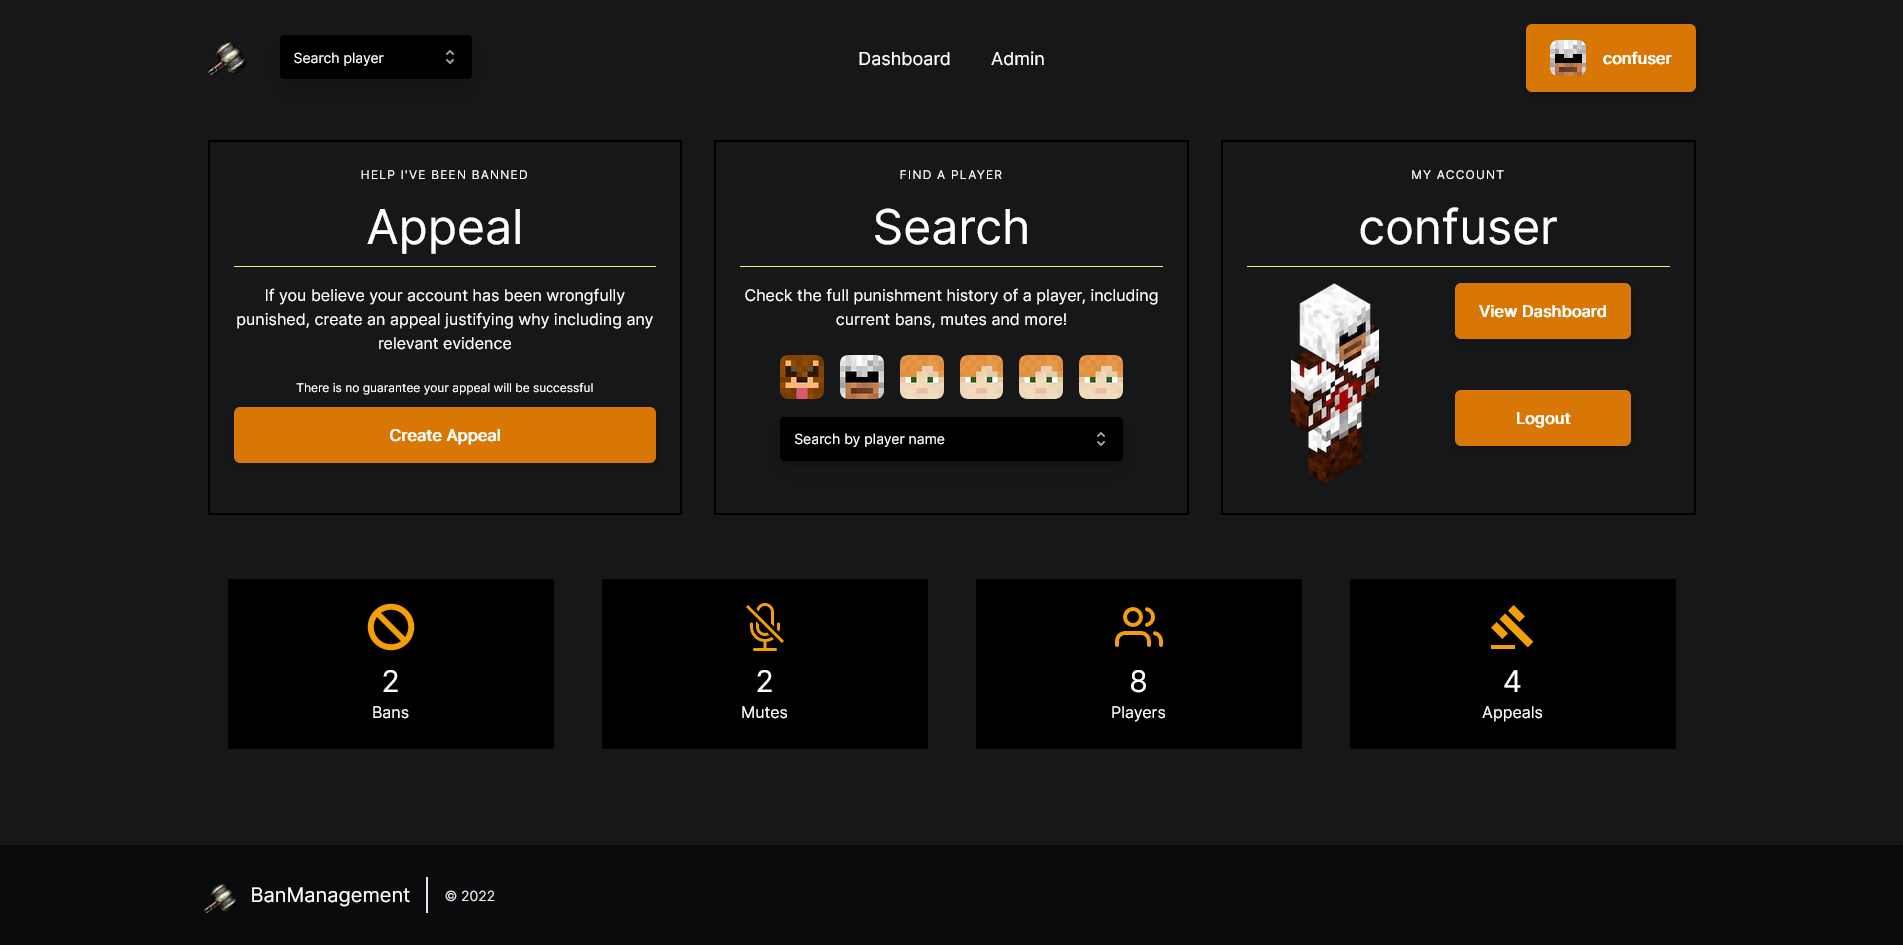 Search player
Dashboard
Admin
confuser
HELP I'VE BEEN BANNED
Appeal
If you believe your account has been wrongfully
punished, create an appeal justifying why including any
relevant evidence
There is no guarantee your appeal will be successful
Create Appeal
FIND A PLAYER
Search
Check the full punishment history of a player, including
current bans, mutes and more!
Search by player name
MY ACCOUNT
confuser
View Dashboard
Logout
2
Bans
2
Mutes
8
Players
4
Appeals
BanManagement
© 2022